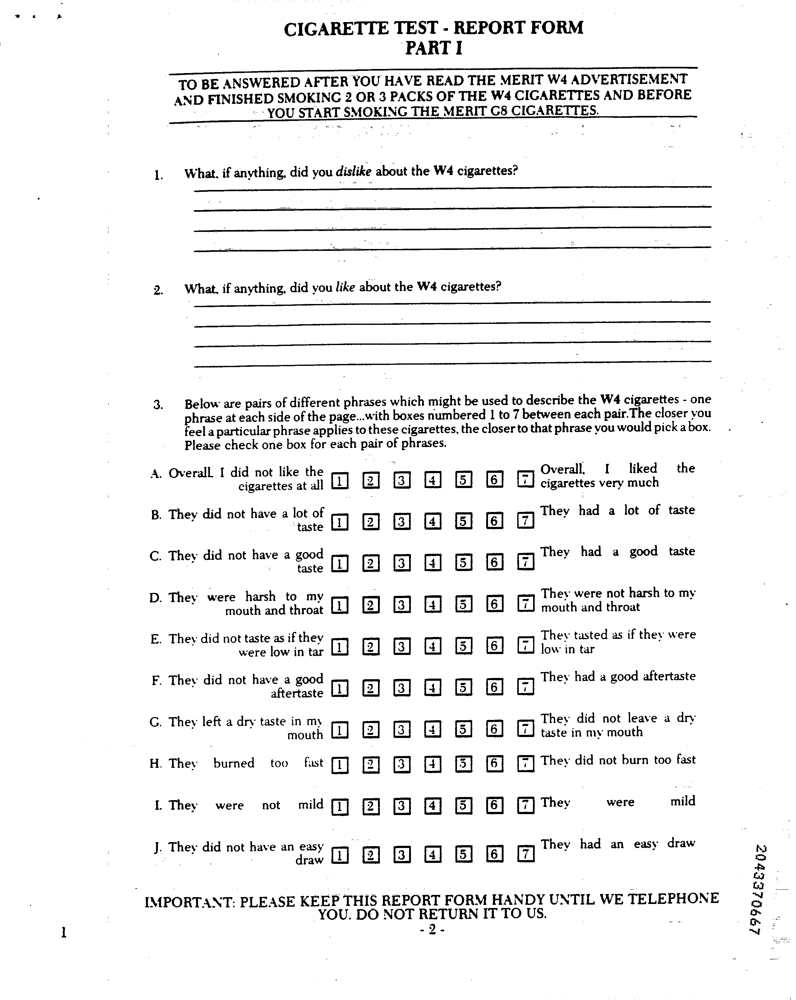 CIGARETTE TEST - REPORT FORM
PART I
TO BE ANSWERED AFTER YOU HAVE READ THE MERIT W4 ADVERTISEMENT
AND FINISHED SMOKING 2 OR 3 PACKS OF THE W4 CIGARETTES AND BEFORE
YOU START SMOKING THE MERIT G8 CIGARETTES.
1. What, if anything, did you dislike about the W4 cigarettes?
2. What, if anything, did you like about the W4 cigarettes?
3. Below are pairs of different phrases which might be used to describe the W4 cigarettes - one
phrase at each side of the page...with boxes numbered 1 to 7 between each pair. The closer you
feel a particular phrase applies to these cigarettes, the closer to that phrase you would pick a box.
Please check one box for each pair of phrases.
A. Overall, I did not like the
cigarettes at all 1 2 3 4 5 6 7 Overall, I liked the
cigarettes very much
B. They did not have a lot of
taste 1 2 3 4 5 6 7 They had a lot of taste
C. They did not have a good
taste 1 2 3 4 5 6 7 They had a good taste
D. They were harsh to my
mouth and throat 1 2 3 4 5 6 7 They were not harsh to my
mouth and throat
E. They did not taste as if they
were low in tar 1 2 3 4 5 6 7 They tasted as if they were
low in tar
F. They did not have a good
aftertaste 1 2 3 4 5 6 7 They had a good aftertaste
G. They left a dry taste in my
mouth 1 2 3 4 5 6 7 They did not leave a dry
taste in my mouth
H. They burned too fast 1 2 3 4 5 6 7 They did not burn too fast
I. They were not mild 1 2 3 4 5 6 7 They were mild
J. They did not have an easy
draw 1 2 3 4 5 6 7 They had an easy draw
IMPORTANT: PLEASE KEEP THIS REPORT FORM HANDY UNTIL WE TELEPHONE
YOU. DO NOT RETURN IT TO US.
- 2 -
1
2043370667